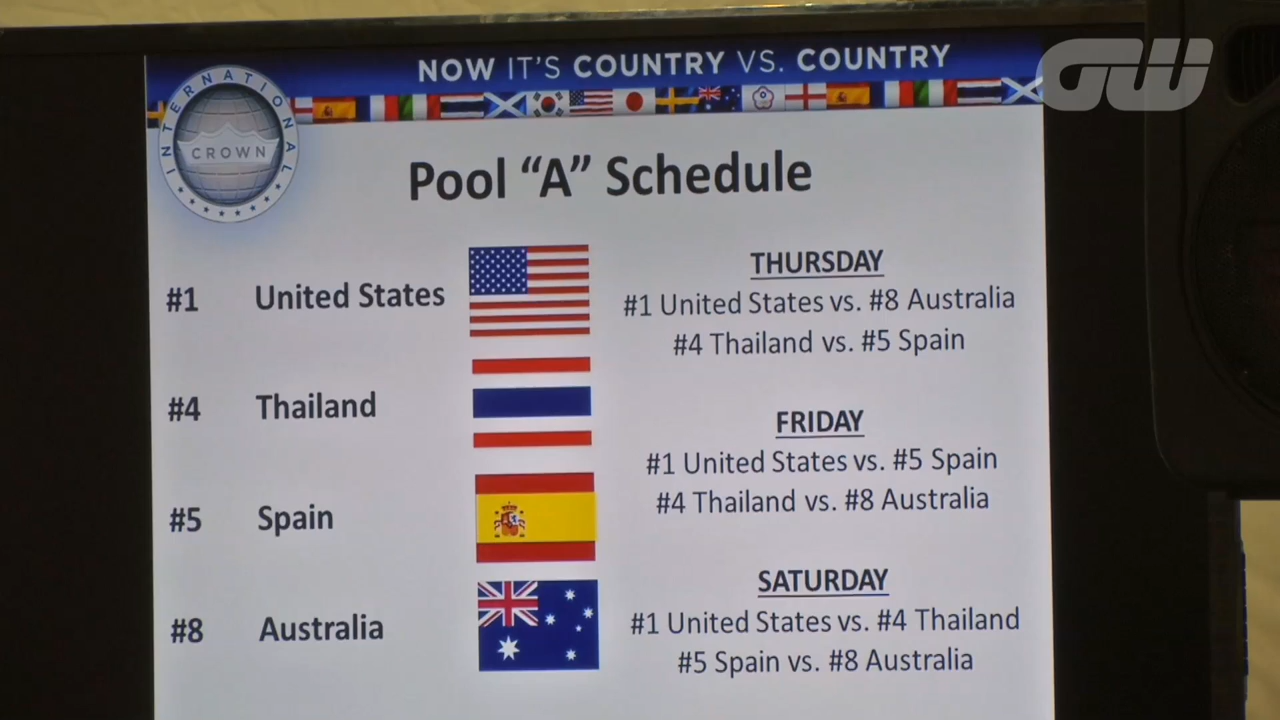 GW
NOW IT'S COUNTRY VS. COUNTRY
INTERNATIONAL
CROWN
Pool “A” Schedule
#1 United States
#4 Thailand
#5 Spain
#8 Australia
THURSDAY
#1 United States vs. #8 Australia
#4 Thailand vs. #5 Spain
FRIDAY
#1 United States vs. #5 Spain
#4 Thailand vs. #8 Australia
SATURDAY
#1 United States vs. #4 Thailand
#5 Spain vs. #8 Australia